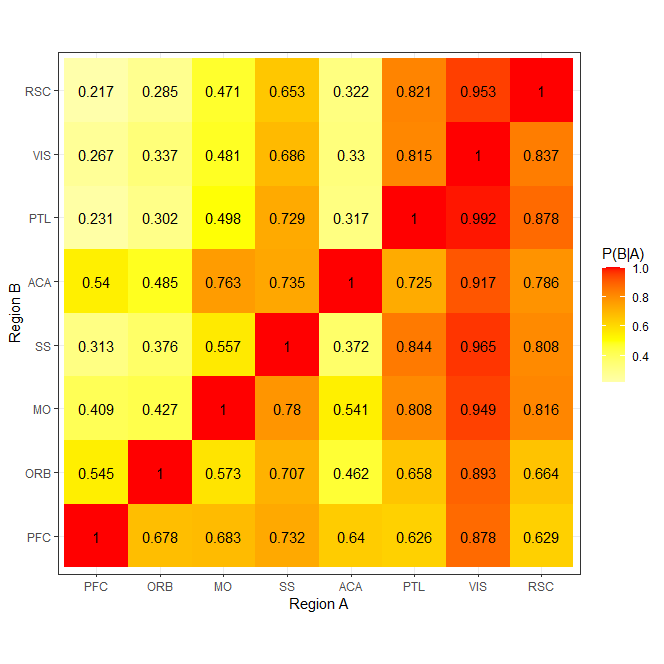 RSC 0.217 0.285 0.471 0.653 0.322 0.821 0.953 1
VIS 0.267 0.337 0.481 0.686 0.33 0.815 1 0.837
PTL 0.231 0.302 0.498 0.729 0.317 1 0.992 0.878
ACA 0.54 0.485 0.763 0.735 1 0.725 0.917 0.786
SS 0.313 0.376 0.557 1 0.372 0.844 0.965 0.808
MO 0.409 0.427 1 0.78 0.541 0.808 0.949 0.816
ORB 0.545 1 0.573 0.707 0.462 0.658 0.893 0.664
PFC 1 0.678 0.683 0.732 0.64 0.626 0.878 0.629
PFC ORB MO SS ACA PTL VIS RSC
Region A
Region B
P(B|A)
1.0
0.8
0.6
0.4